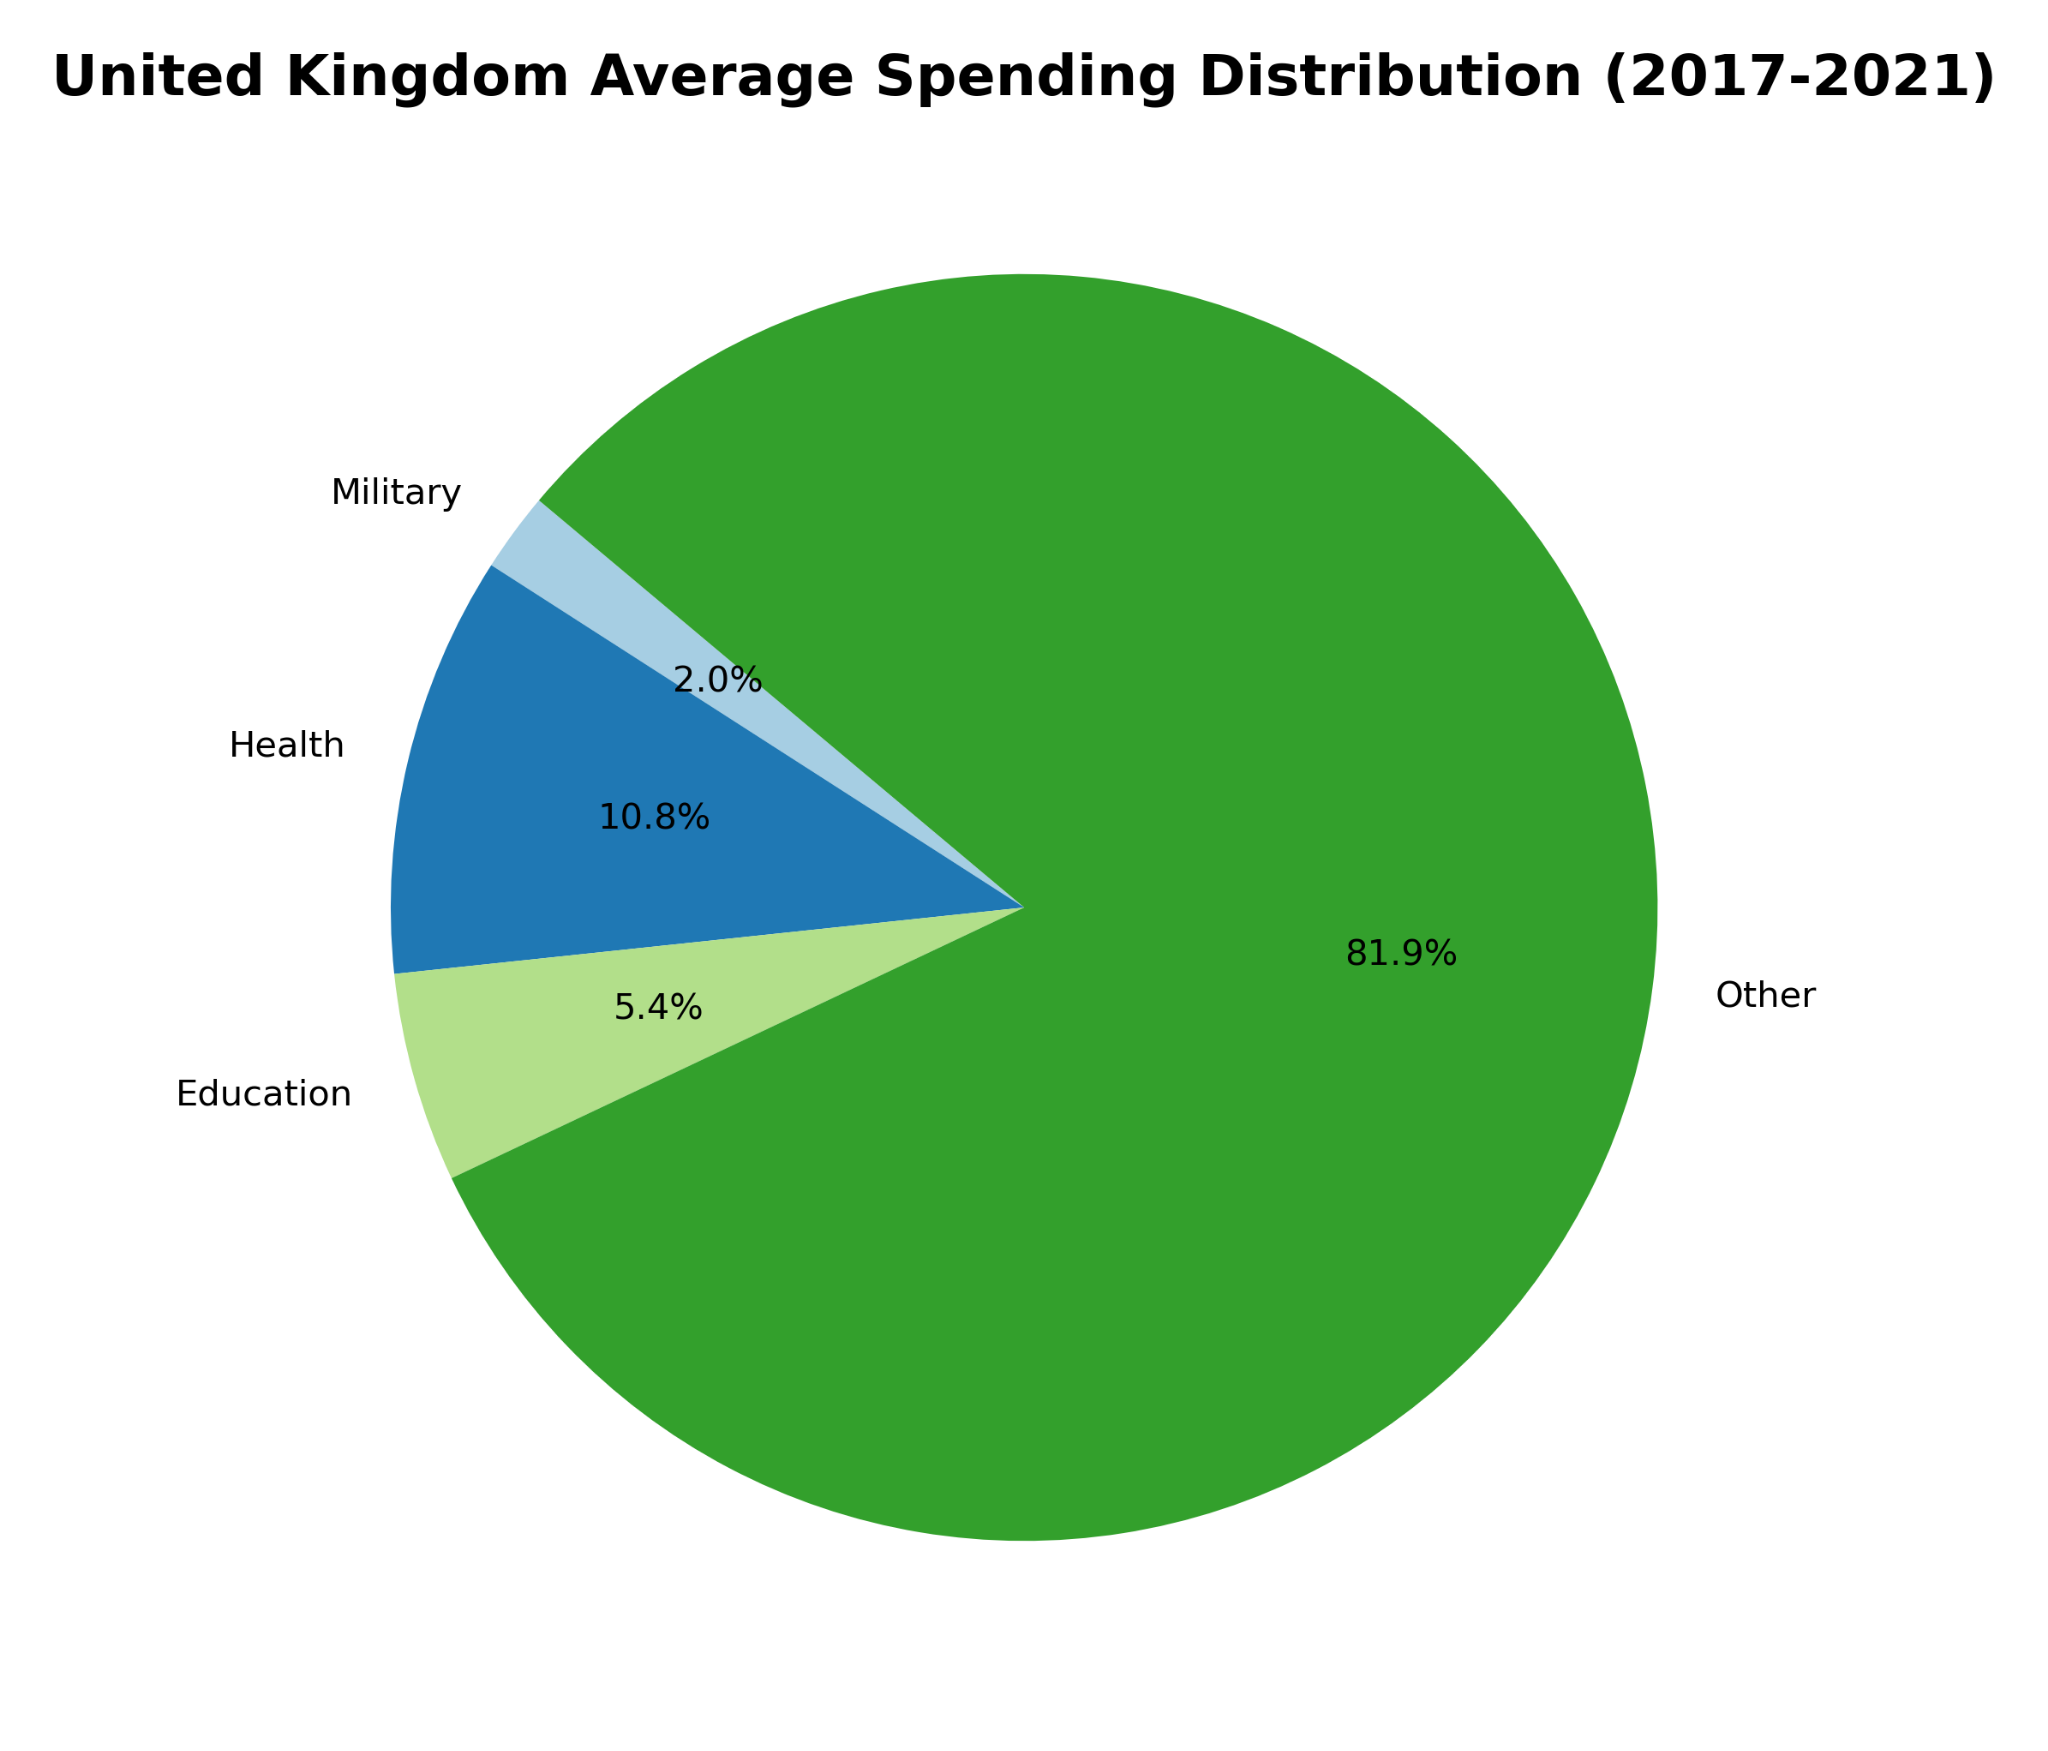 United Kingdom Average Spending Distribution (2017-2021)
Military
2.0%
Health
10.8%
81.9%
Other
5.4%
Education